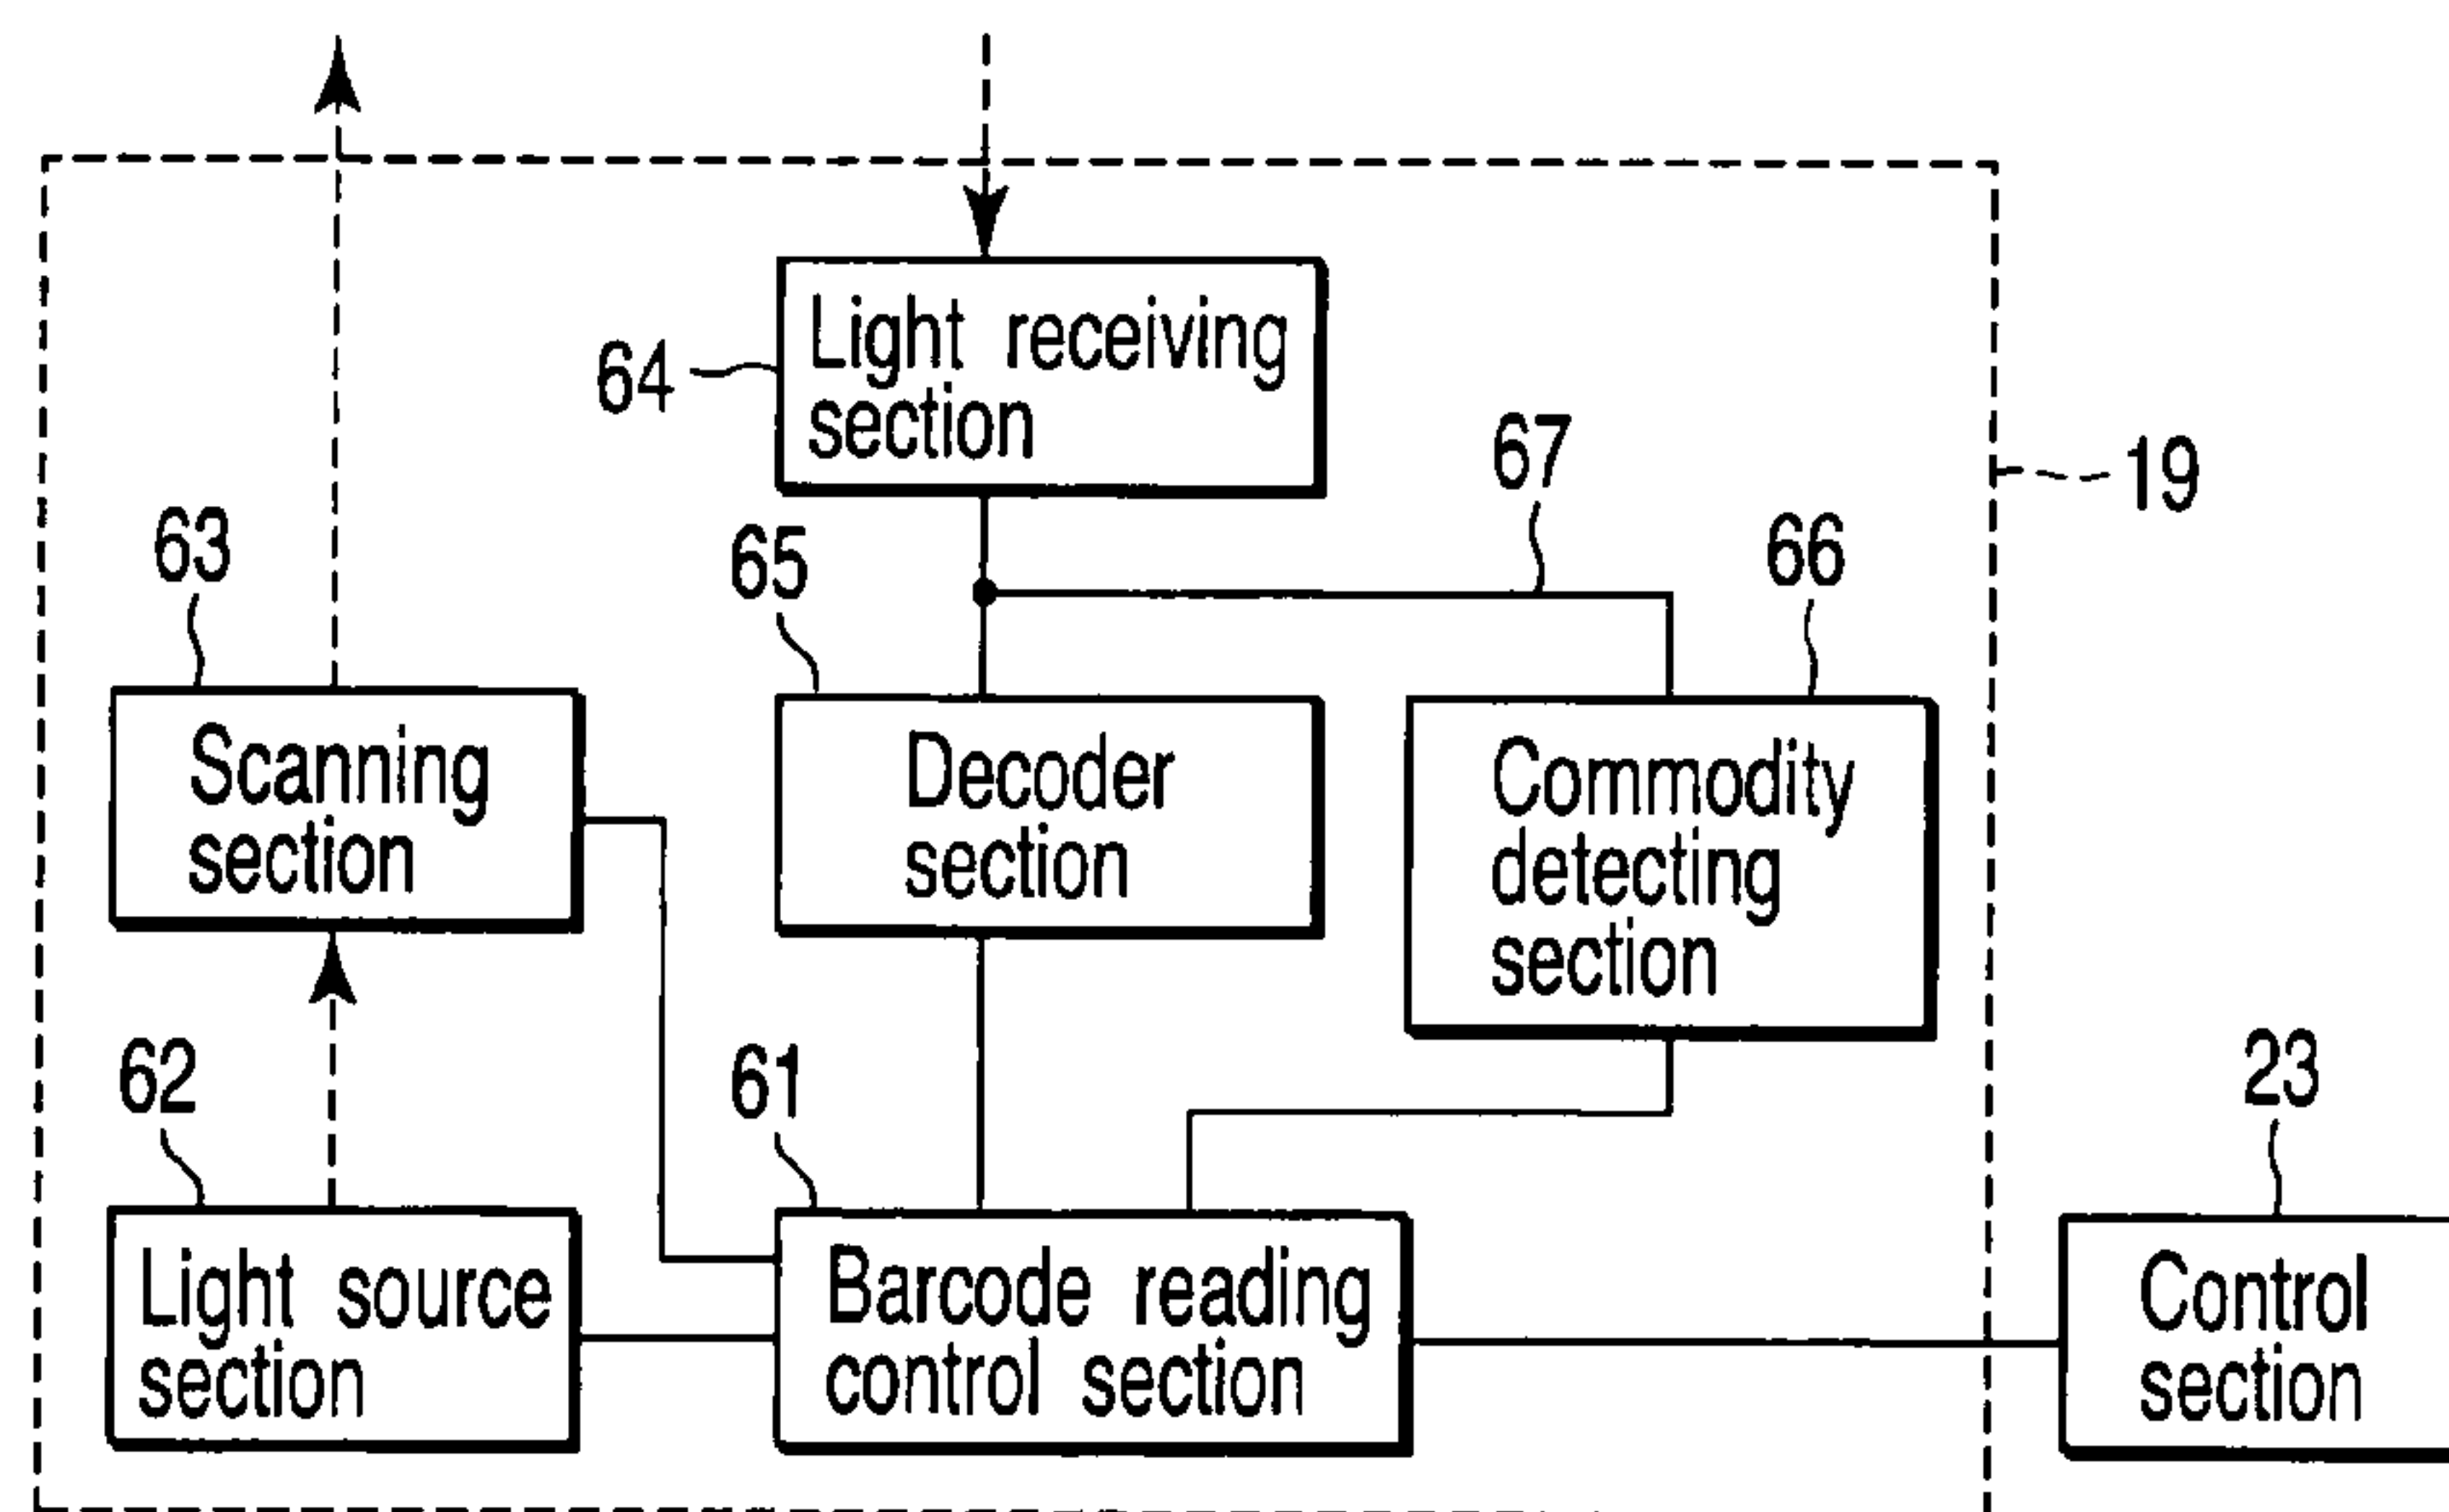 64
Light receiving
section
67
19
63
65
66
Scanning
section
Decoder
section
Commodity
detecting
section
62
61
23
Light source
section
Barcode reading
control section
Control
section